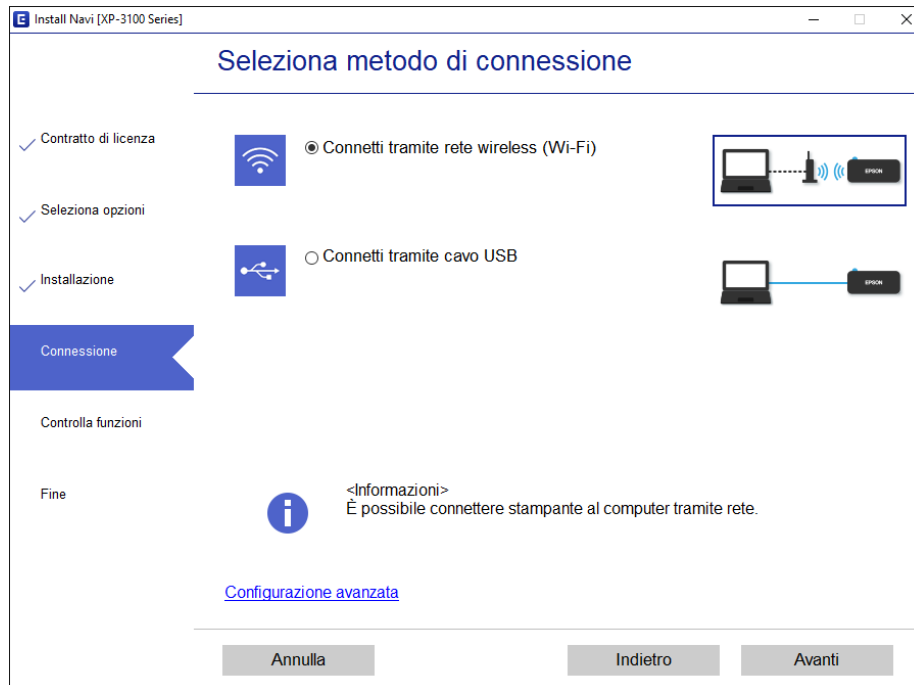 Install Navi [XP-3100 Series]
Seleziona metodo di connessione
Contratto di licenza
Seleziona opzioni
Installazione
Connessione
Controlla funzioni
Fine
Connetti tramite rete wireless (Wi-Fi)
EPSON
Connetti tramite cavo USB
EPSON
<Informazioni>
È possibile connettere stampante al computer tramite rete.
Configurazione avanzata
Annulla
Indietro
Avanti